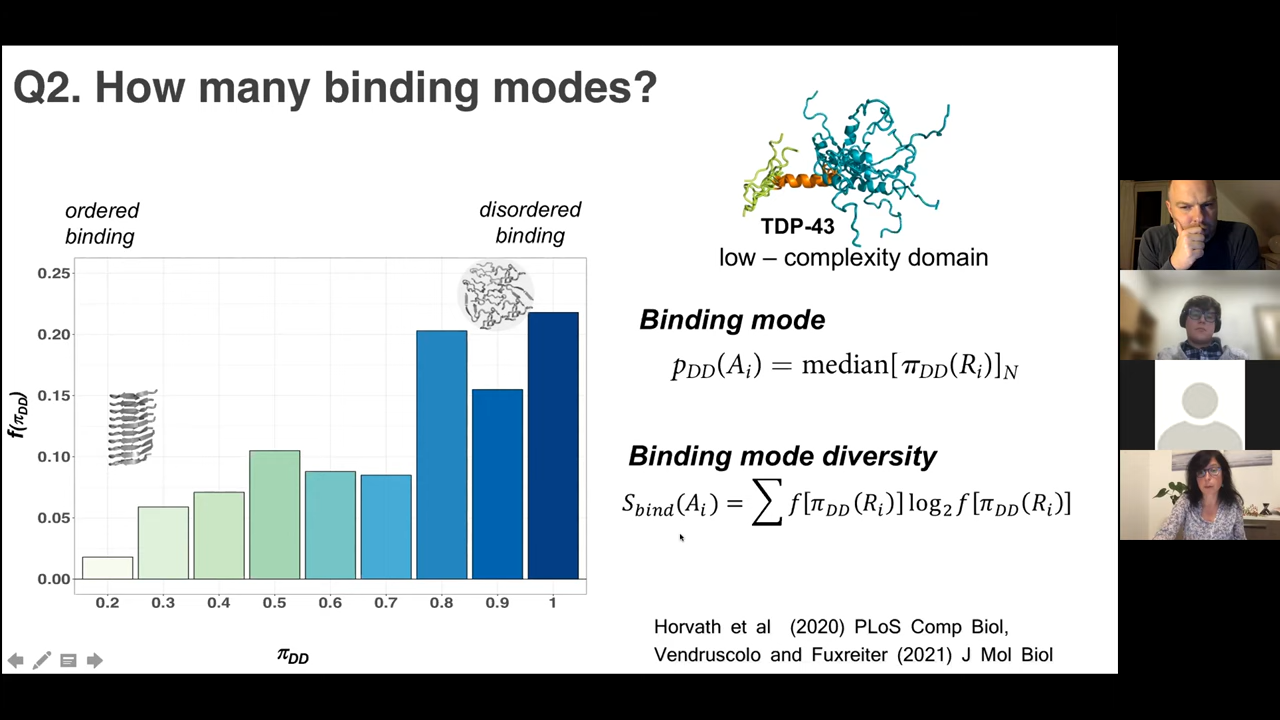 Q2. How many binding modes?
ordered
binding
disordered
binding
0.25
0.20
0.15
0.10
0.05
0.00
f(πDD)
0.2 0.3 0.4 0.5 0.6 0.7 0.8 0.9 1
πDD
TDP-43
low – complexity domain
Binding mode
pDD(Ai) = median[πDD(Ri)]N
Binding mode diversity
Sbind(Ai) = ∑ f[πDD(Ri)] log2 f[πDD(Ri)]
Horvath et al (2020) PLoS Comp Biol,
Vendruscolo and Fuxreiter (2021) J Mol Biol